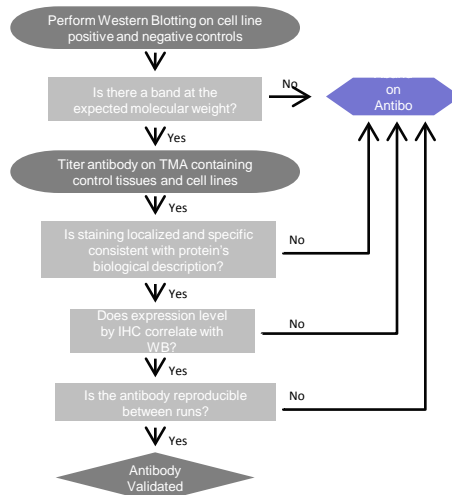 Perform Western Blotting on cell line
positive and negative controls
Is there a band at the
expected molecular weight?
No
on
Antibo
Yes
Titer antibody on TMA containing
control tissues and cell lines
Yes
Is staining localized and specific
consistent with protein's
biological description?
No
Yes
Does expression level
by IHC correlate with
WB?
No
Yes
Is the antibody reproducible
between runs?
No
Yes
Antibody
Validated